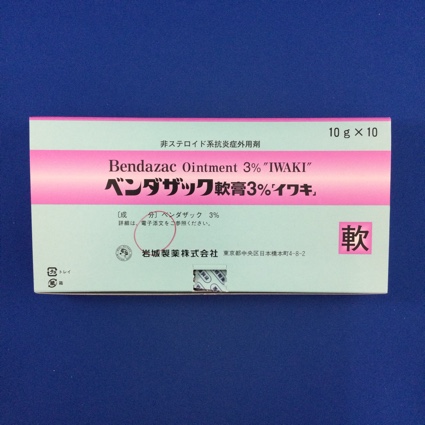 10g×10
非ステロイド系抗炎症外用剤
Bendazac Ointment 3% "IWAKI"
ベンダザック軟膏3%「イワキ」
〔成　　分〕ベンダザック　3%
詳細は、電子添文をご参照ください。
軟
岩城製薬株式会社 東京都中央区日本橋本町4-8-2
トレイ
箱